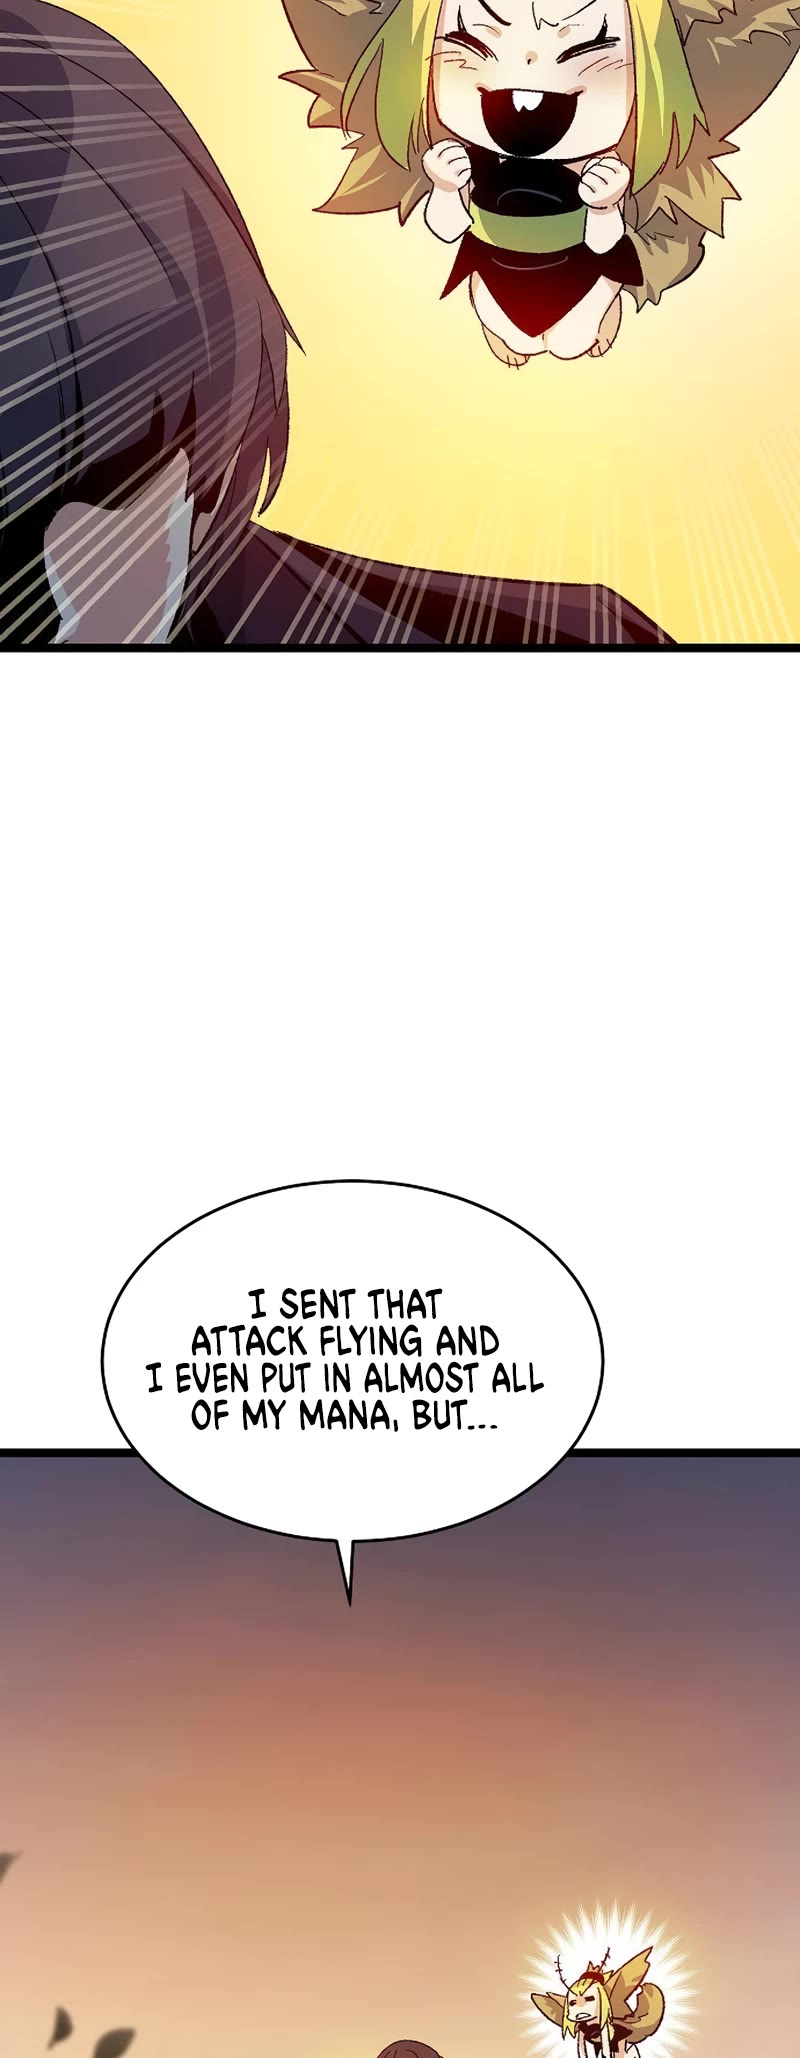 I SENT THAT
ATTACK FLYING AND
I EVEN PUT IN ALMOST ALL
OF MY MANA, BUT...